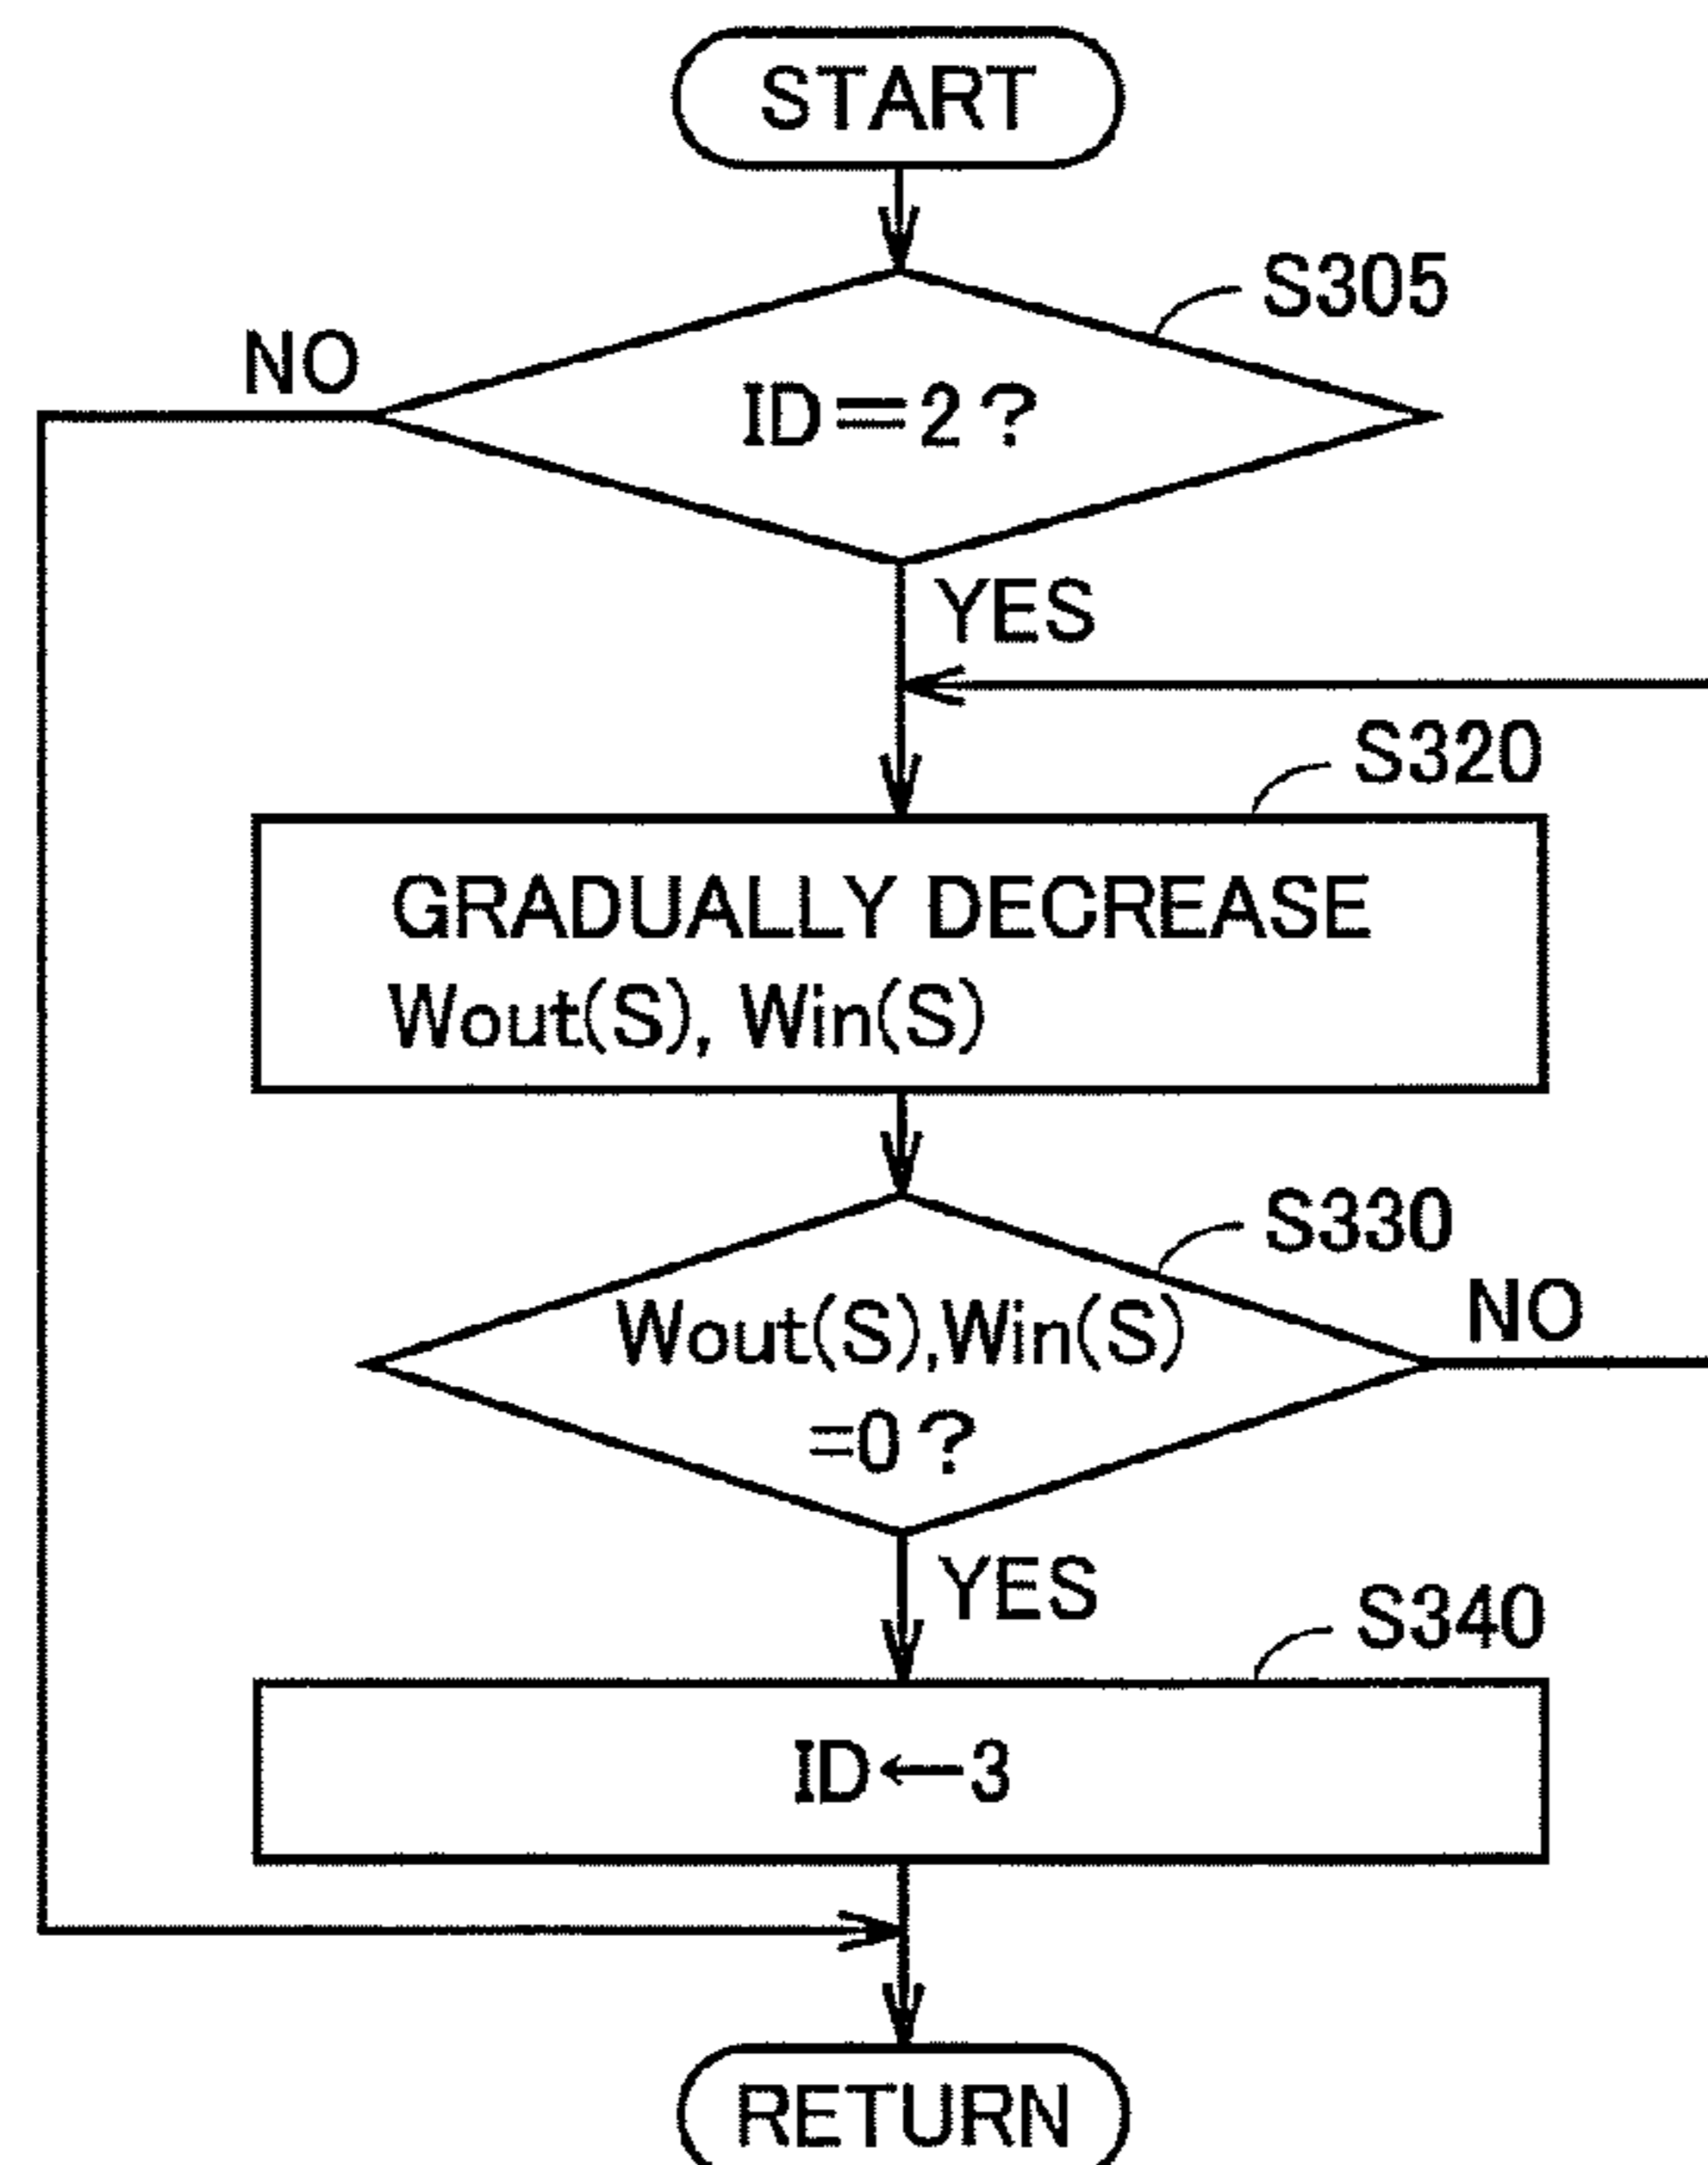 START
S305
NO
ID=2?
YES
S320
GRADUALLY DECREASE
Wout(S), Win(S)
S330
Wout(S),Win(S)
=0?
NO
YES
S340
ID←3
RETURN